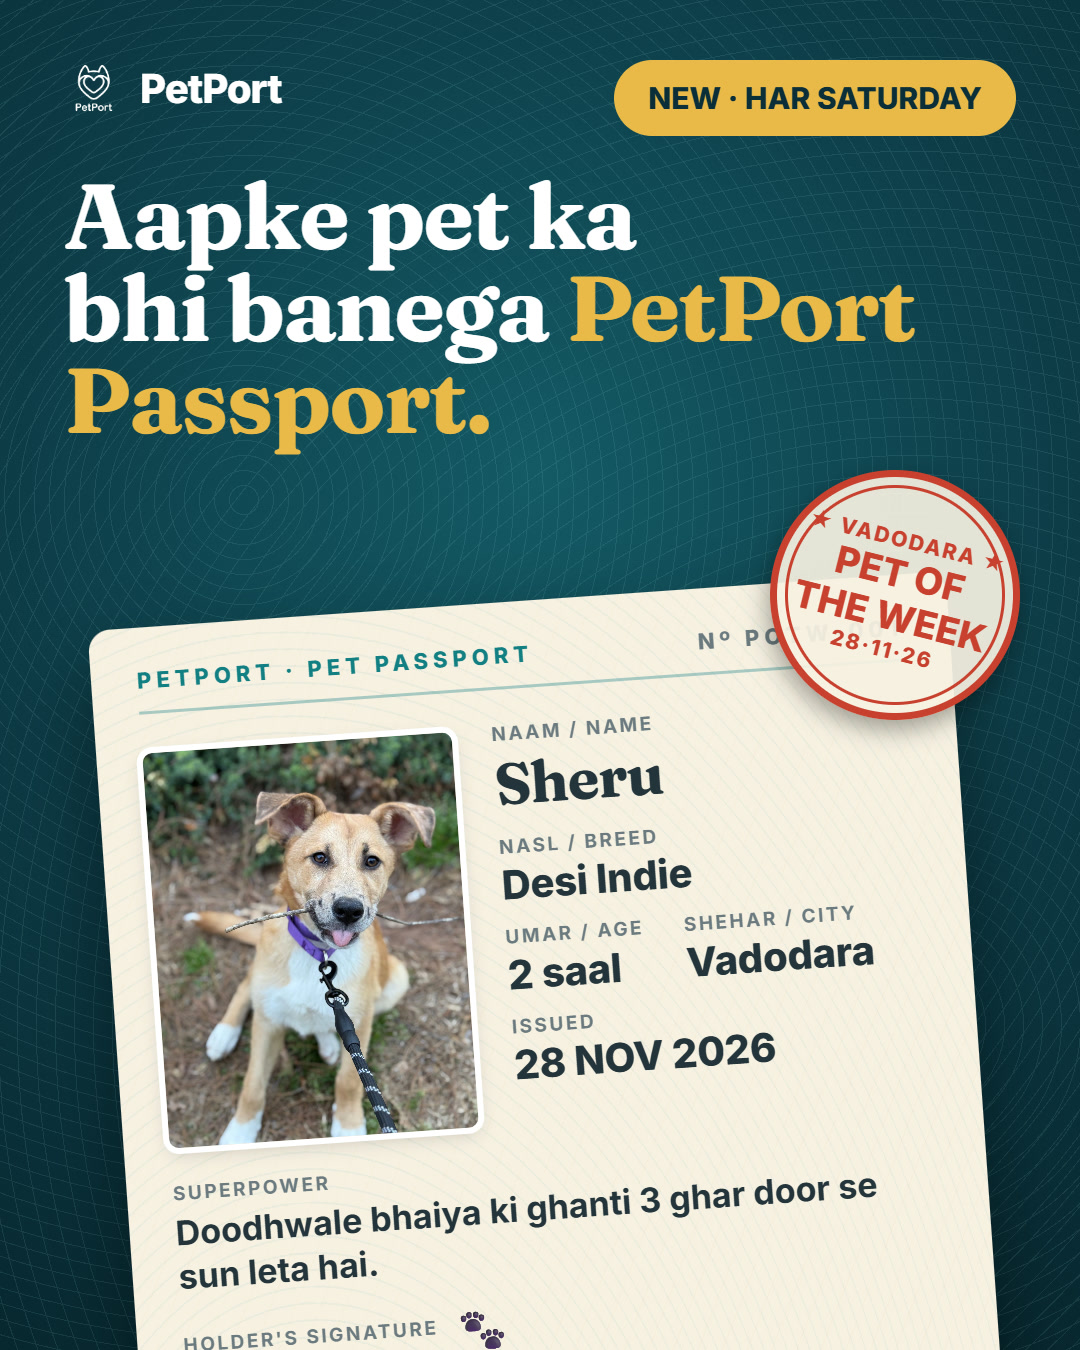 PetPort
PetPort
NEW · HAR SATURDAY
Aapke pet ka
bhi banega PetPort
Passport.
★ VADODARA ★
PET OF
THE WEEK
28·11·26
PETPORT · PET PASSPORT
Nº
NAAM / NAME
Sheru
NASL / BREED
Desi Indie
UMAR / AGE
SHEHAR / CITY
2 saal
Vadodara
ISSUED
28 NOV 2026
SUPERPOWER
Doodhwale bhaiya ki ghanti 3 ghar door se
sun leta hai.
HOLDER'S SIGNATURE